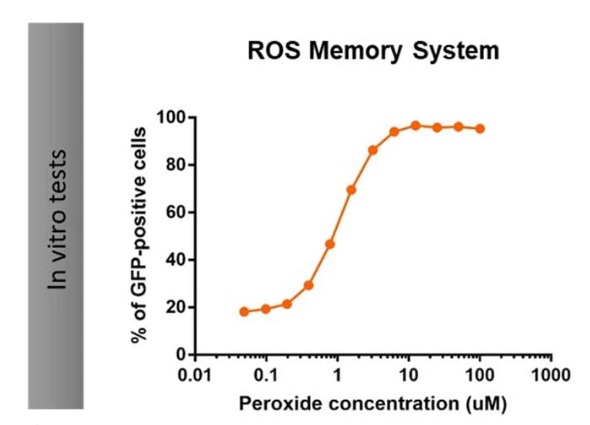 In vitro tests
ROS Memory System
% of GFP-positive cells
100
80
60
40
20
0
0.01 0.1 1 10 100 1000
Peroxide concentration (uM)